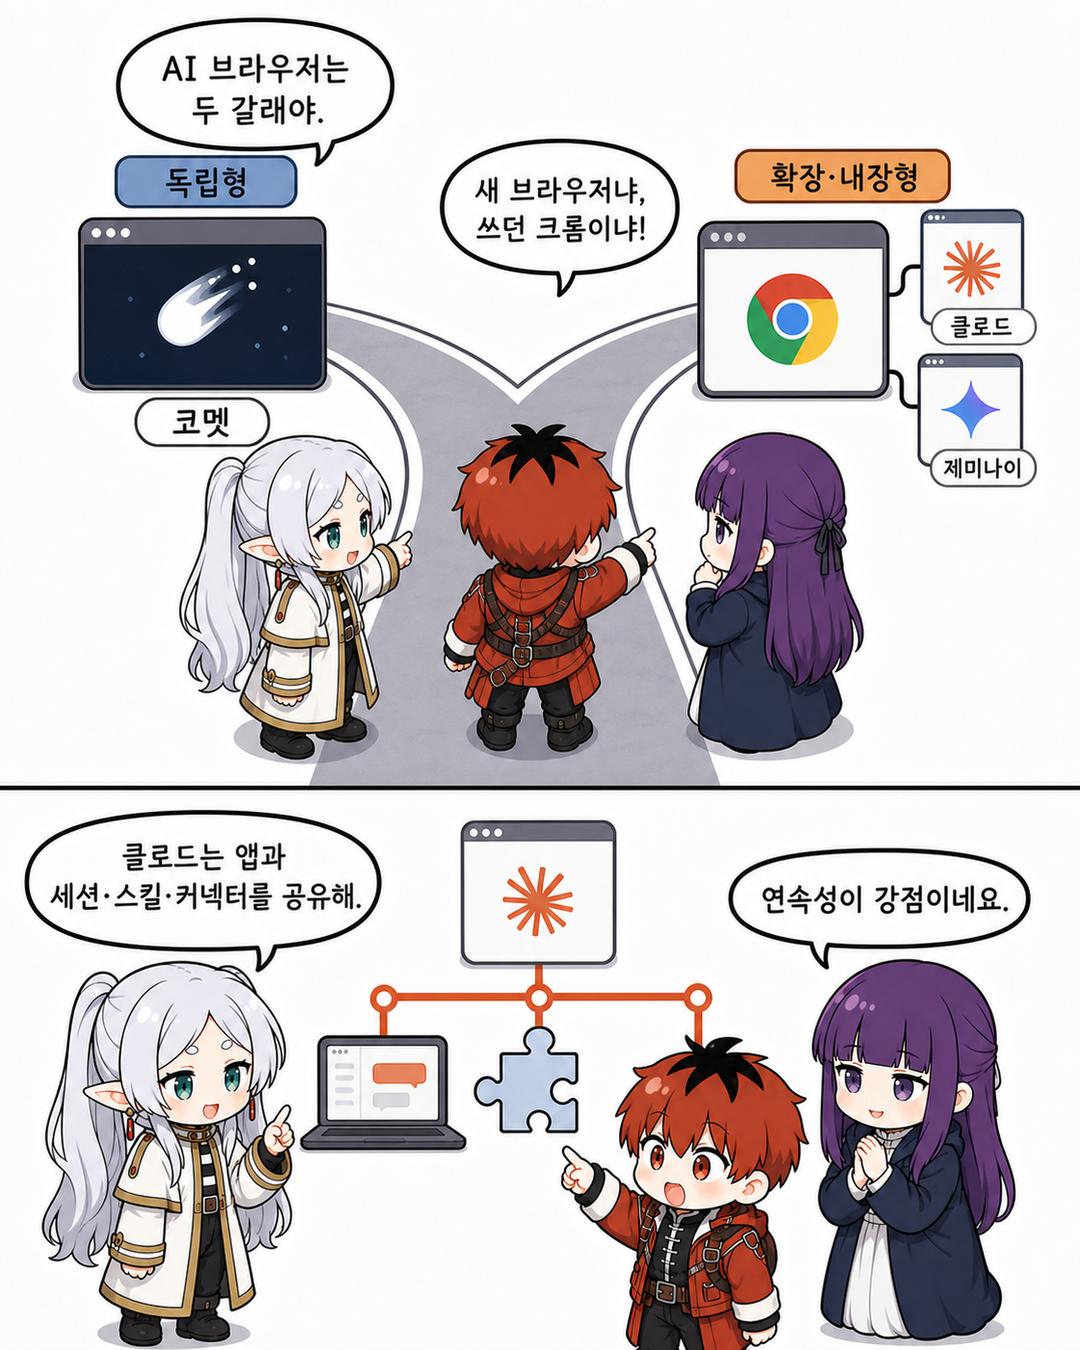 AI 브라우저는
두 갈래야.
독립형
새 브라우저냐,
쓰던 크롬이냐!
확장·내장형
클로드
코멧
제미나이
클로드는 앱과
세션·스킬·커넥터를 공유해.
연속성이 강점이네요.